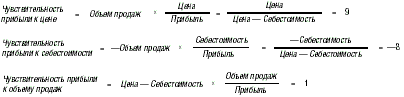 Чувствительность прибыли к цене = Объем продаж × Цена / Прибыль = Цена / Цена — Себестоимость = 9
Чувствительность прибыли к себестоимости = —Объем продаж × Себестоимость / Прибыль = —Себестоимость / Цена — Себестоимость = —8
Чувствительность прибыли к объему продаж = Цена — Себестоимость × Объем продаж / Прибыль = 1